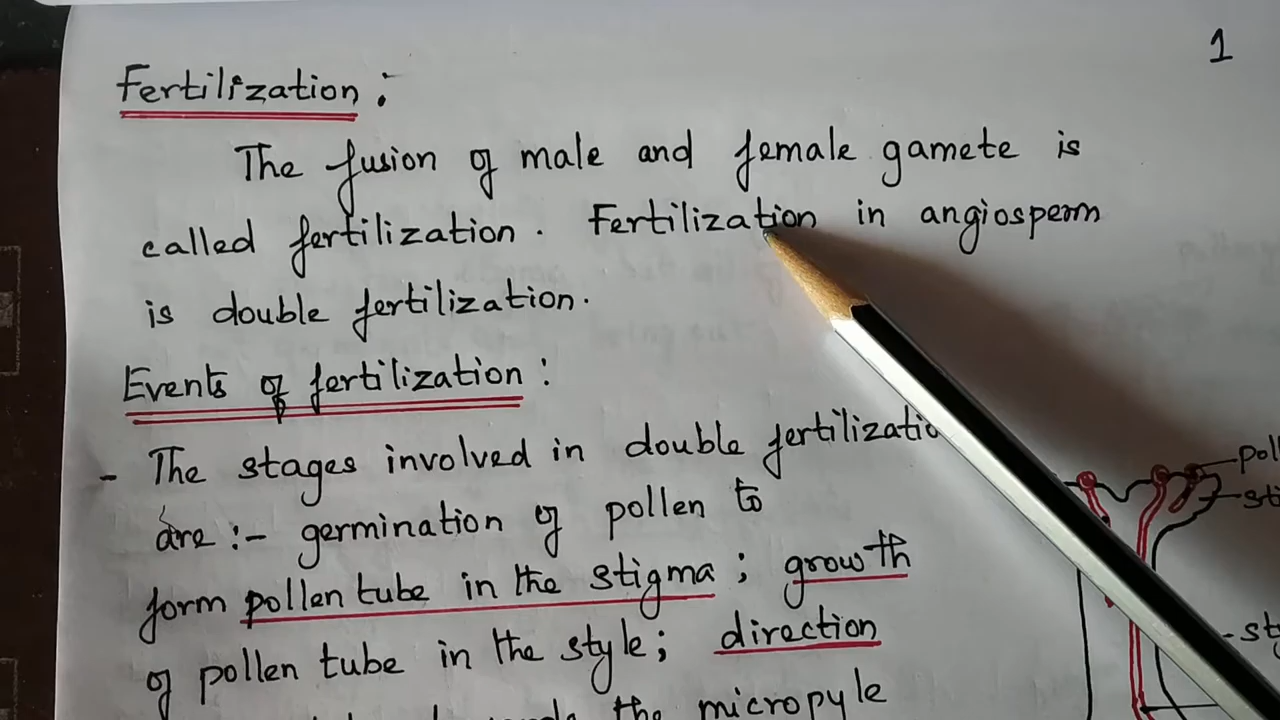 1
Fertilization :
The fusion of male and female gamete is
called fertilization. Fertilization in angiosperm
is double fertilization.
Events of fertilization :
- The stages involved in double
are :- germination of pollen to
form pollen tube in the stigma ; growth
of pollen tube in the style ; direction
the micropyle